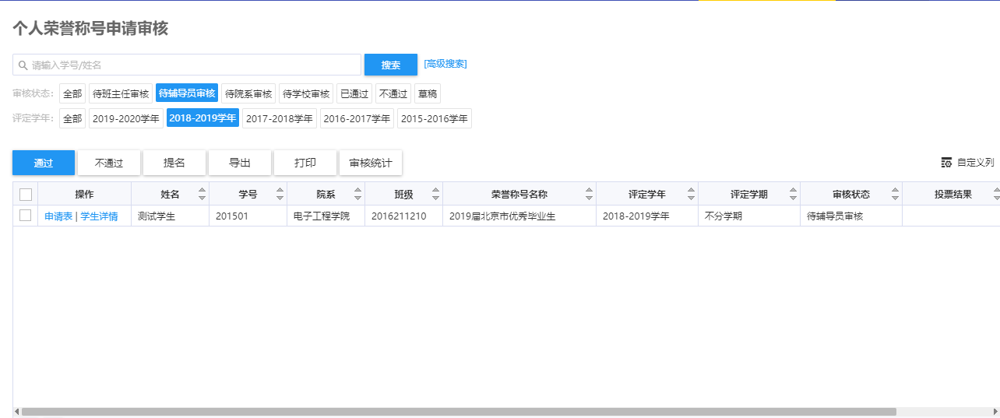 个人荣誉称号申请审核
请输入学号/姓名 搜索 [高级搜索]
审核状态: 全部 待班主任审核 待辅导员审核 待院系审核 待学校审核 已通过 不通过 草稿
评定学年: 全部 2019-2020学年 2018-2019学年 2017-2018学年 2016-2017学年 2015-2016学年
通过 不通过 提名 导出 打印 审核统计 自定义列
操作 姓名 学号 院系 班级 荣誉称号名称 评定学年 评定学期 审核状态 投票结果
申请表 | 学生详情 测试学生 201501 电子工程学院 2016211210 2019届北京市优秀毕业生 2018-2019学年 不分学期 待辅导员审核